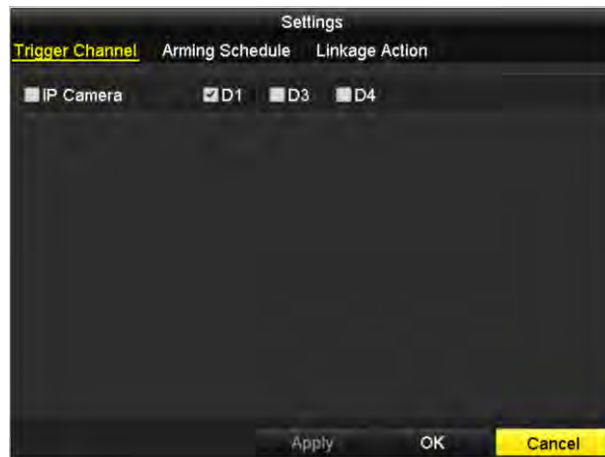 Settings
Trigger Channel Arming Schedule Linkage Action
IP Camera D1 D3 D4
Apply OK Cancel